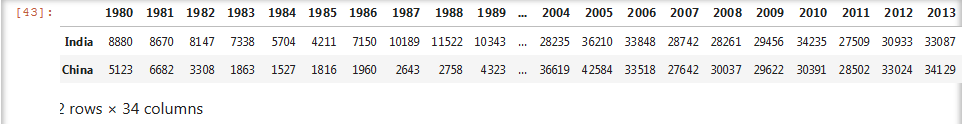 [43]: 1980 1981 1982 1983 1984 1985 1986 1987 1988 1989 ... 2004 2005 2006 2007 2008 2009 2010 2011 2012 2013
India 8880 8670 8147 7338 5704 4211 7150 10189 11522 10343 ... 28235 36210 33848 28742 28261 29456 34235 27509 30933 33087
China 5123 6682 3308 1863 1527 1816 1960 2643 2758 4323 ... 36619 42584 33518 27642 30037 29622 30391 28502 33024 34129
2 rows × 34 columns